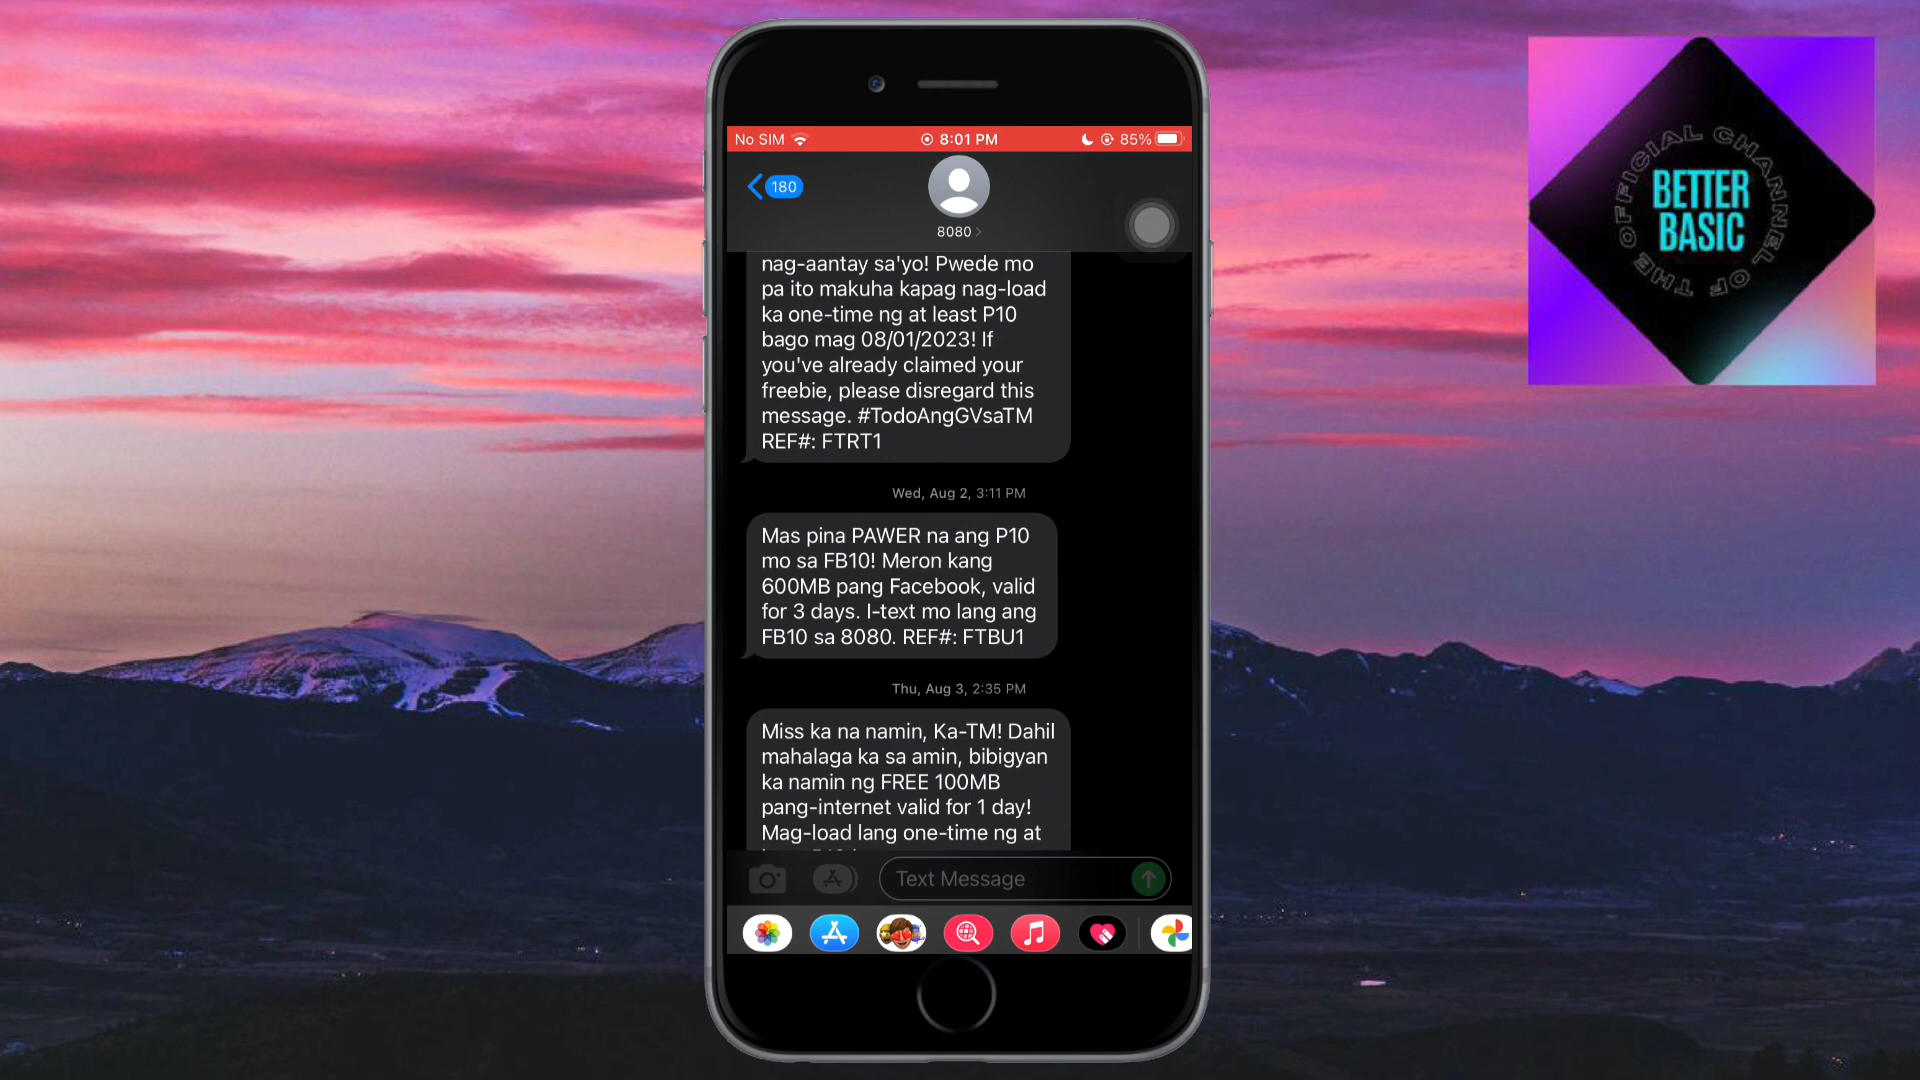 No SIM
8:01 PM
85%
180
8080
nag-aantay sa'yo! Pwede mo
pa ito makuha kapag nag-load
ka one-time ng at least P10
bago mag 08/01/2023! If
you've already claimed your
freebie, please disregard this
message. #TodoAngGVsaTM
REF#: FTRT1
Wed, Aug 2, 3:11 PM
Mas pina PAWER na ang P10
mo sa FB10! Meron kang
600MB pang Facebook, valid
for 3 days. I-text mo lang ang
FB10 sa 8080. REF#: FTBU1
Thu, Aug 3, 2:35 PM
Miss ka na namin, Ka-TM! Dahil
mahalaga ka sa amin, bibigyan
ka namin ng FREE 100MB
pang-internet valid for 1 day!
Mag-load lang one-time ng at
Text Message
THE OFFICIAL CHANNEL OF
BETTER
BASIC